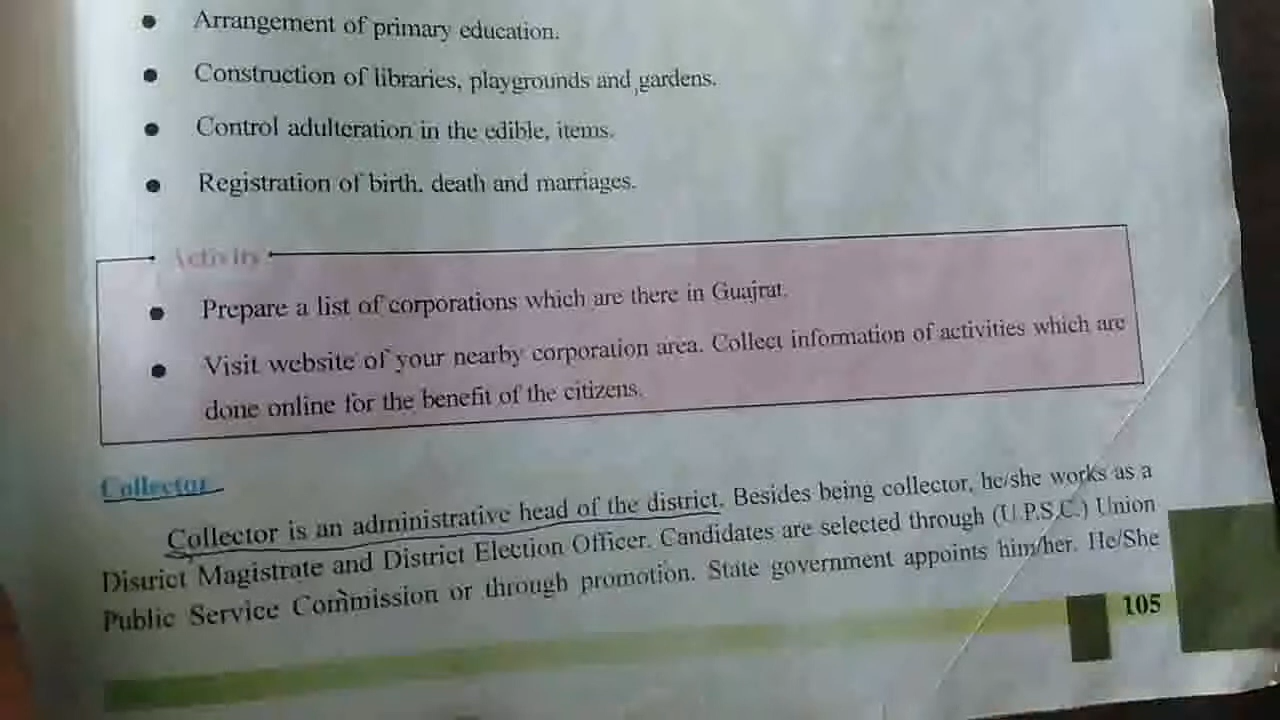 • Arrangement of primary education.
• Construction of libraries, playgrounds and gardens.
• Control adulteration in the edible, items.
• Registration of birth, death and marriages.
Activity
• Prepare a list of corporations which are there in Guajrat.
• Visit website of your nearby corporation area. Collect information of activities which are
done online for the benefit of the citizens.
Collector
Collector is an administrative head of the district. Besides being collector, he/she works as a
District Magistrate and District Election Officer. Candidates are selected through (U.P.S.C.) Union
Public Service Commission or through promotion. State government appoints him/her. He/She
105